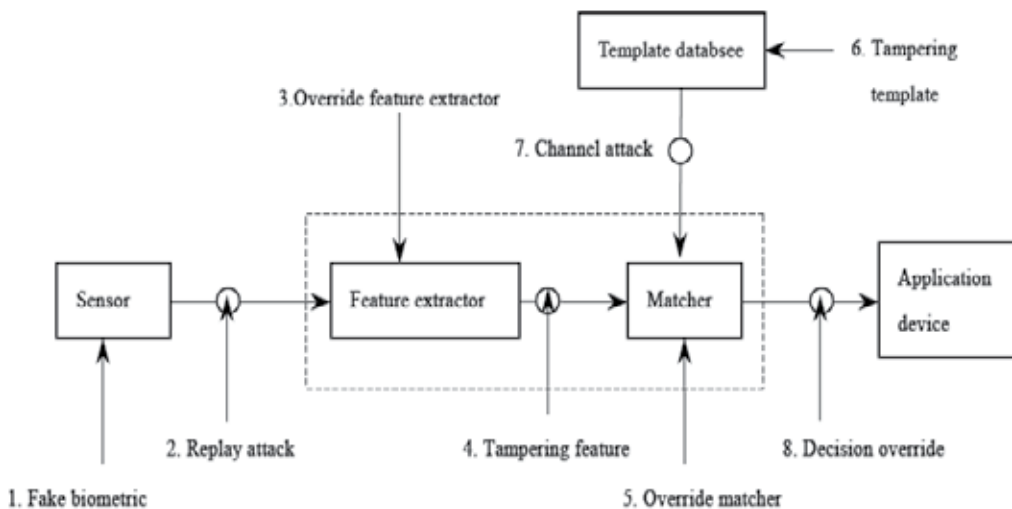 Template databsee
6. Tampering
template
3.Override feature extractor
7. Channel attack
Sensor
Feature extractor
Matcher
Application
device
2. Replay attack
4. Tampering feature
8. Decision override
1. Fake biometric
5. Override matcher